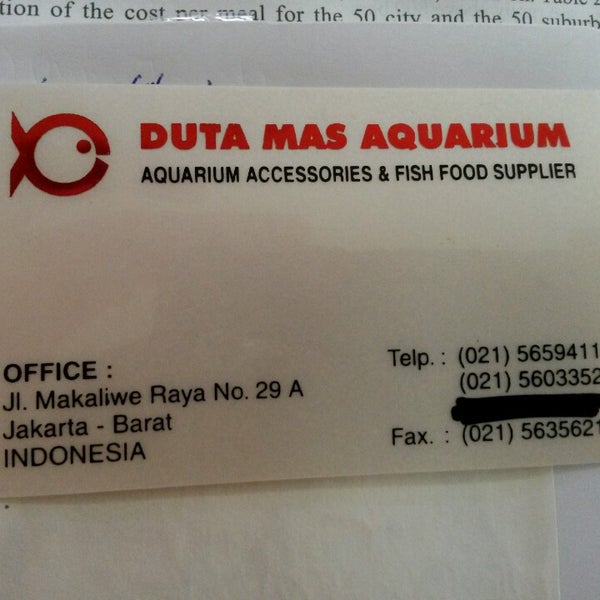 tion of the cost per meal for the 50 city and the 50 suburb
DUTA MAS AQUARIUM
AQUARIUM ACCESSORIES & FISH FOOD SUPPLIER
OFFICE :
Jl. Makaliwe Raya No. 29 A
Jakarta - Barat
INDONESIA
Telp. : (021) 5659411
(021) 5603352
Fax. : (021) 5635621